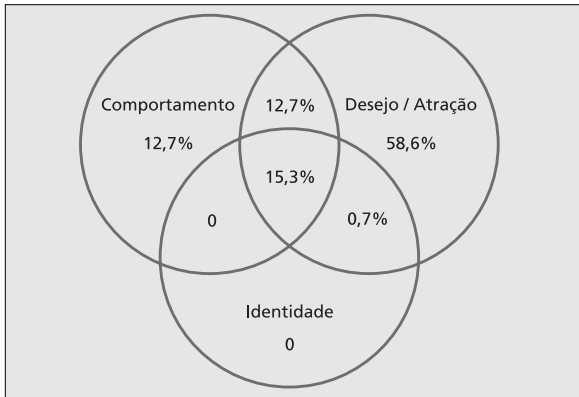 12,7%
Comportamento
Desejo / Atração
12,7%
58,6%
15,3%
0
0,7%
Identidade
0